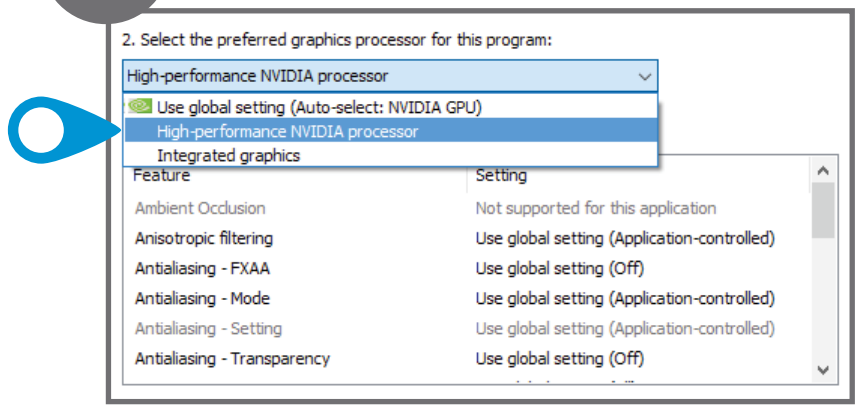 2. Select the preferred graphics processor for this program:
High-performance NVIDIA processor
Use global setting (Auto-select: NVIDIA GPU)
High-performance NVIDIA processor
Integrated graphics
Feature Setting
Ambient Occlusion Not supported for this application
Anisotropic filtering Use global setting (Application-controlled)
Antialiasing - FXAA Use global setting (Off)
Antialiasing - Mode Use global setting (Application-controlled)
Antialiasing - Setting Use global setting (Application-controlled)
Antialiasing - Transparency Use global setting (Off)